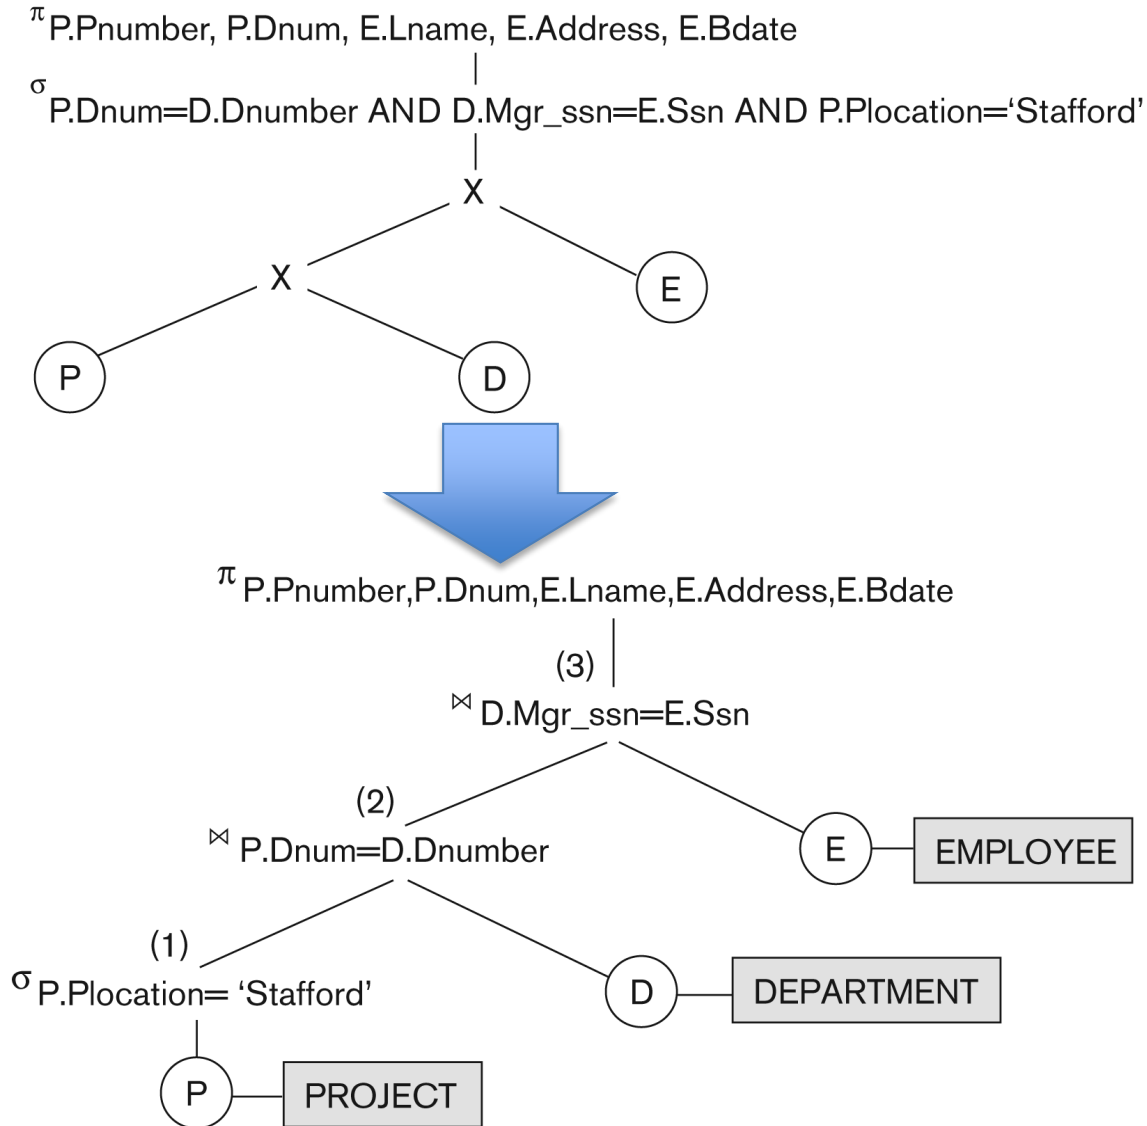 π P.Pnumber, P.Dnum, E.Lname, E.Address, E.Bdate
σ P.Dnum=D.Dnumber AND D.Mgr_ssn=E.Ssn AND P.Plocation=‘Stafford’
X
X
E
P
D
π P.Pnumber,P.Dnum,E.Lname,E.Address,E.Bdate
(3)
⋈ D.Mgr_ssn=E.Ssn
(2)
⋈ P.Dnum=D.Dnumber
E
EMPLOYEE
(1)
σ P.Plocation= ‘Stafford’
D
DEPARTMENT
P
PROJECT